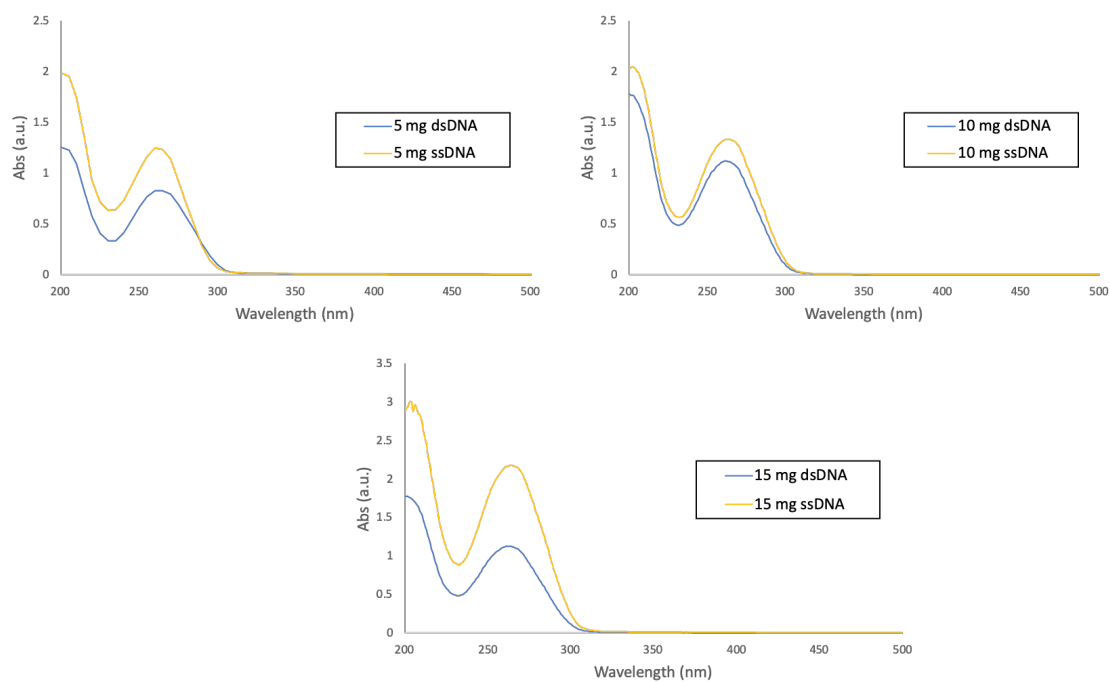 2.5
2
1.5
1
0.5
0
200 250 300 350 400 450 500
Abs (a.u.)
Wavelength (nm)
5 mg dsDNA
5 mg ssDNA
2.5
2
1.5
1
0.5
0
200 250 300 350 400 450 500
Abs (a.u.)
Wavelength (nm)
10 mg dsDNA
10 mg ssDNA
3.5
3
2.5
2
1.5
1
0.5
0
200 250 300 350 400 450 500
Abs (a.u.)
Wavelength (nm)
15 mg dsDNA
15 mg ssDNA